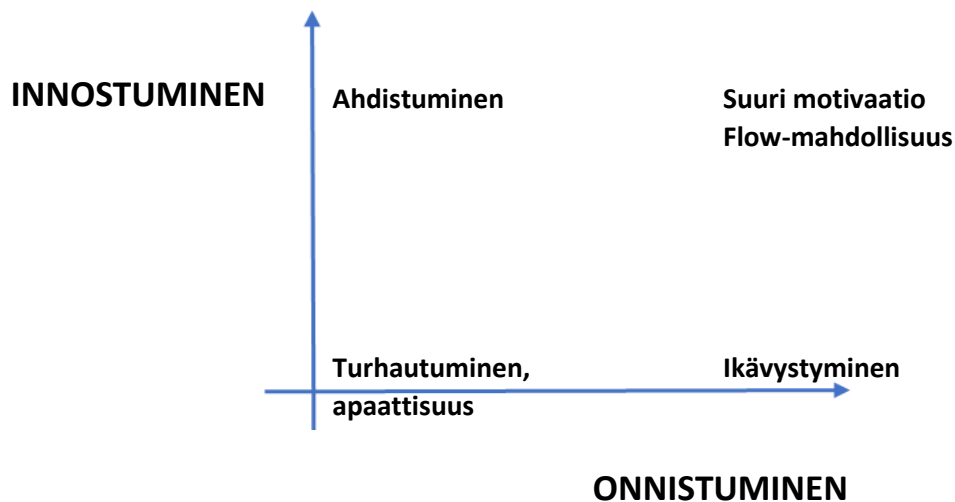 INNOSTUMINEN
Ahdistuminen
Suuri motivaatio
Flow-mahdollisuus
Turhautuminen,
apaattisuus
Ikävystyminen
ONNISTUMINEN